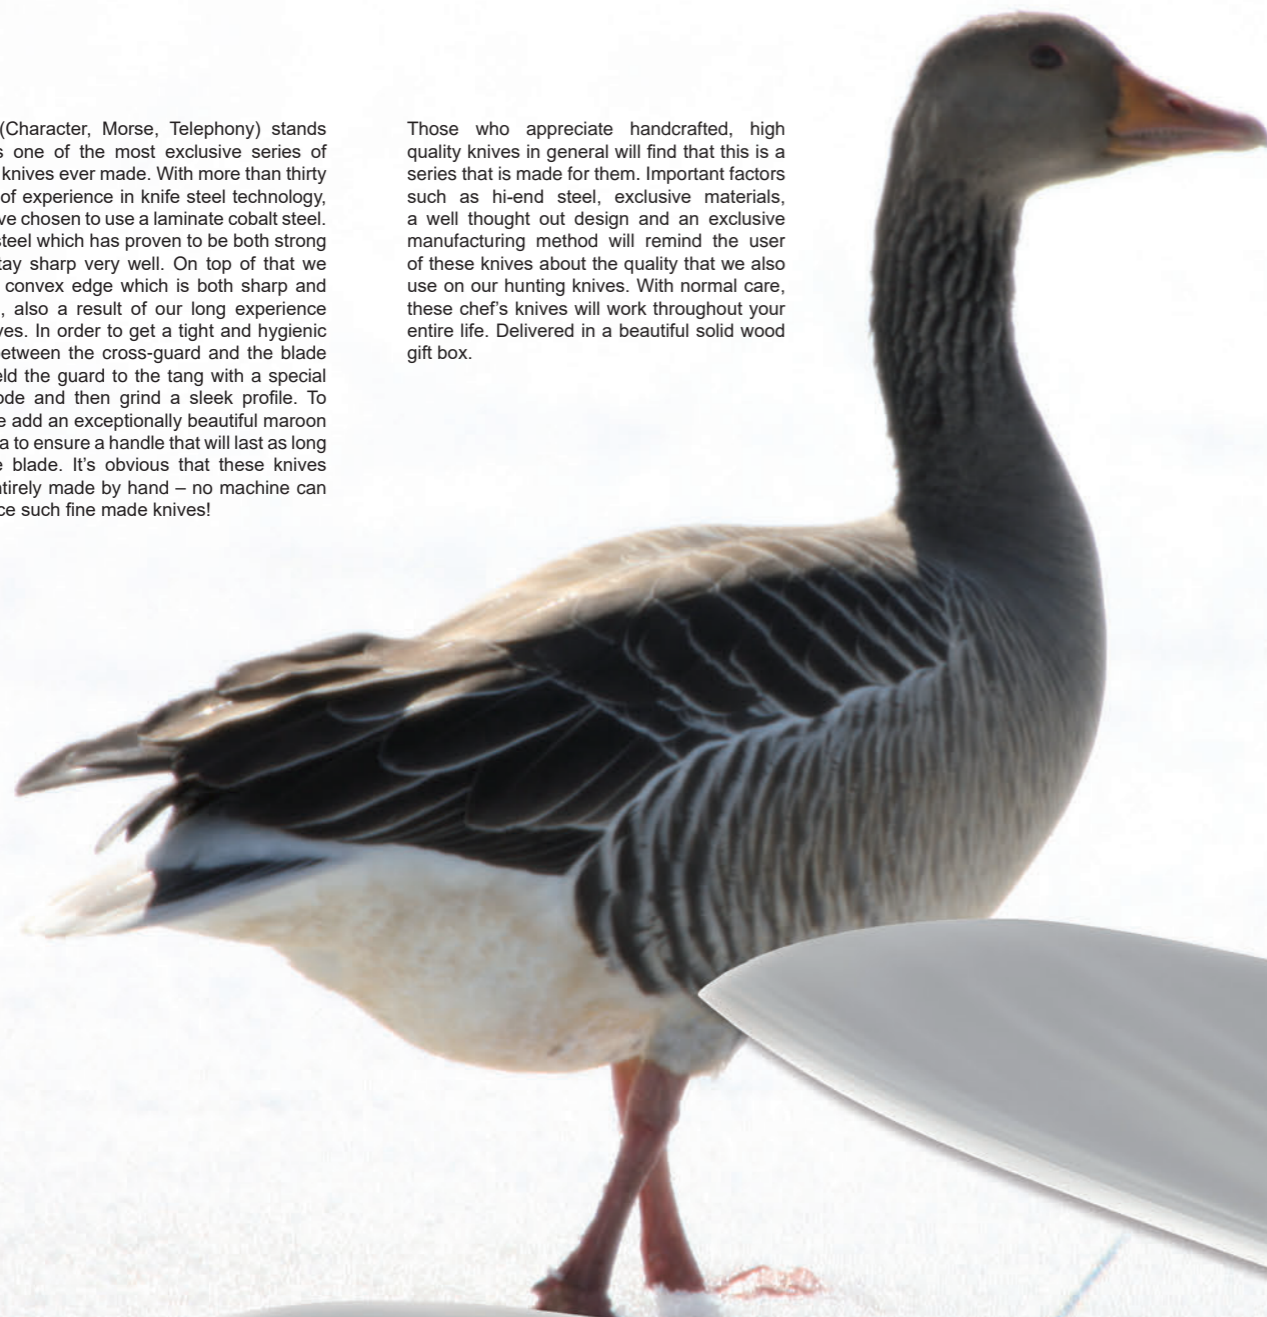 (Character, Morse, Telephony) stands
one of the most exclusive series of
knives ever made. With more than thirty
of experience in knife steel technology,
chosen to use a laminate cobalt steel.
steel which has proven to be both strong
sharp very well. On top of that we
convex edge which is both sharp and
, also a result of our long experience
In order to get a tight and hygienic
between the cross-guard and the blade
the guard to the tang with a special
and then grind a sleek profile. To
add an exceptionally beautiful maroon
to ensure a handle that will last as long
blade. It's obvious that these knives
made by hand – no machine can
such fine made knives!
Those who appreciate handcrafted, high
quality knives in general will find that this is a
series that is made for them. Important factors
such as hi-end steel, exclusive materials,
a well thought out design and an exclusive
manufacturing method will remind the user
of these knives about the quality that we also
use on our hunting knives. With normal care,
these chef's knives will work throughout your
entire life. Delivered in a beautiful solid wood
gift box.